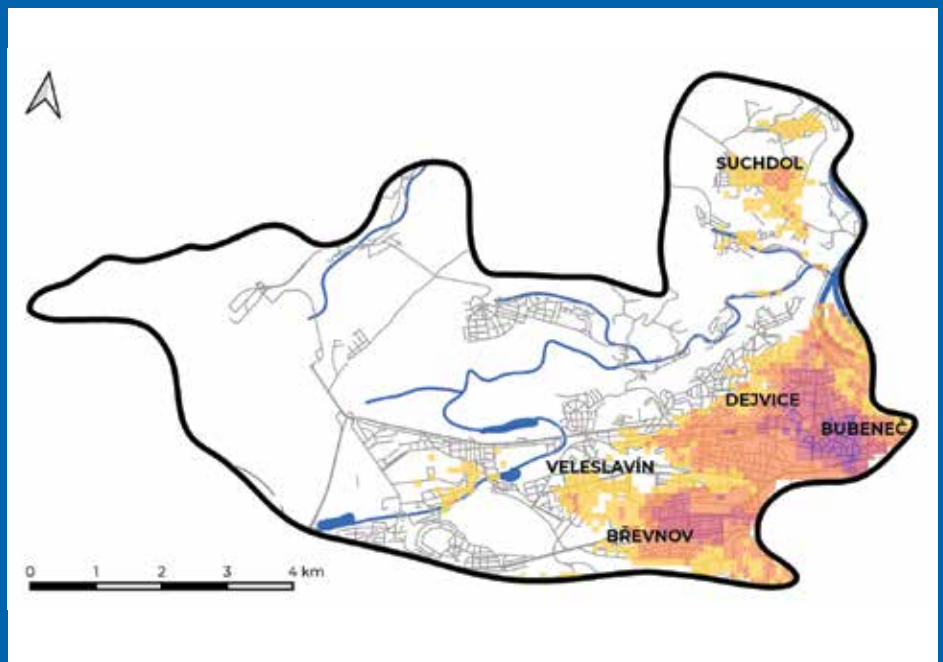 SUCHDOL
DEJVICE
BUBENEČ
VELESLAVÍN
BŘEVNOV
0 1 2 3 4 km